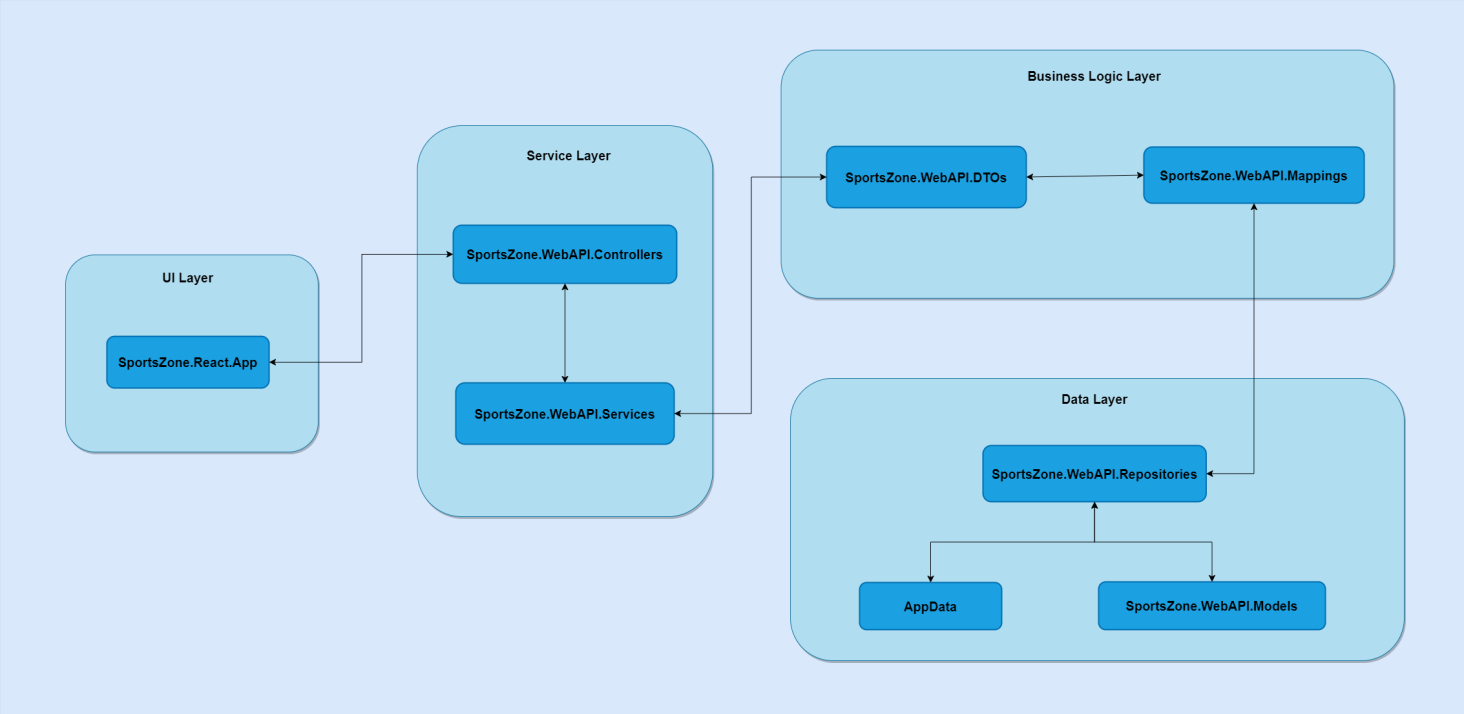 UI Layer
SportsZone.React.App
Service Layer
SportsZone.WebAPI.Controllers
SportsZone.WebAPI.Services
Business Logic Layer
SportsZone.WebAPI.DTOs
SportsZone.WebAPI.Mappings
Data Layer
SportsZone.WebAPI.Repositories
AppData
SportsZone.WebAPI.Models